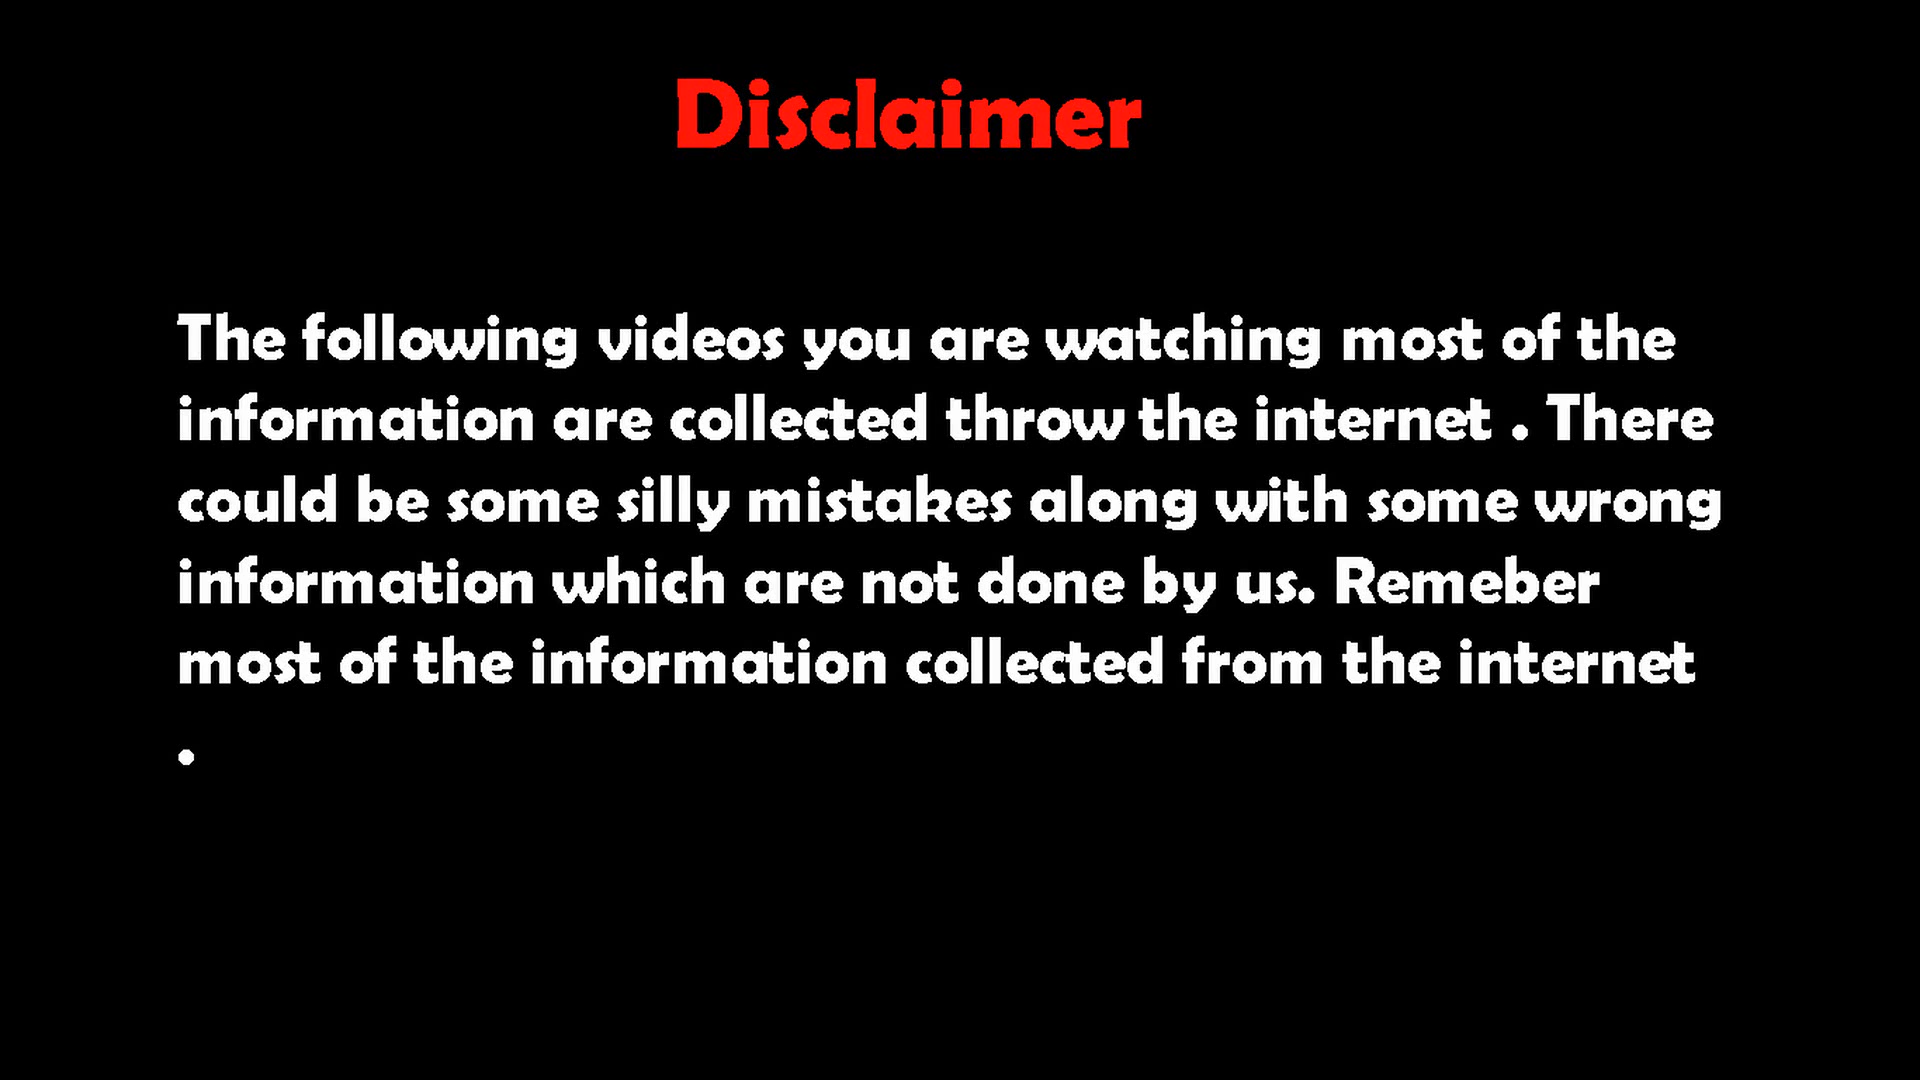 Disclaimer
The following videos you are watching most of the
information are collected throw the internet . There
could be some silly mistakes along with some wrong
information which are not done by us. Remeber
most of the information collected from the internet
.